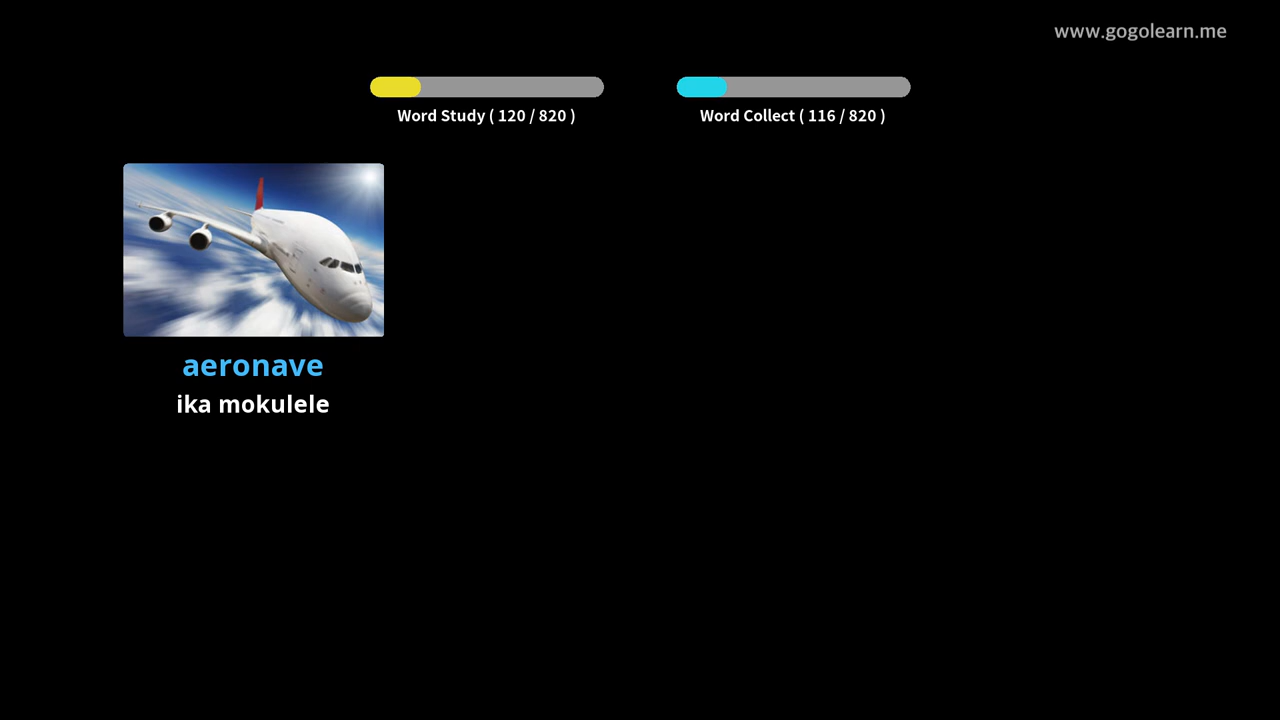 www.gogolearn.me
Word Study ( 120 / 820 )
Word Collect ( 116 / 820 )
aeronave
ika mokulele